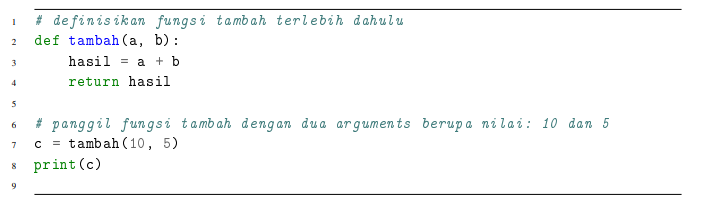 1 # definisikan fungsi tambah terlebih dahulu
2 def tambah(a, b):
3     hasil = a + b
4     return hasil
5
6 # panggil fungsi tambah dengan dua arguments berupa nilai: 10 dan 5
7 c = tambah(10, 5)
8 print(c)
9